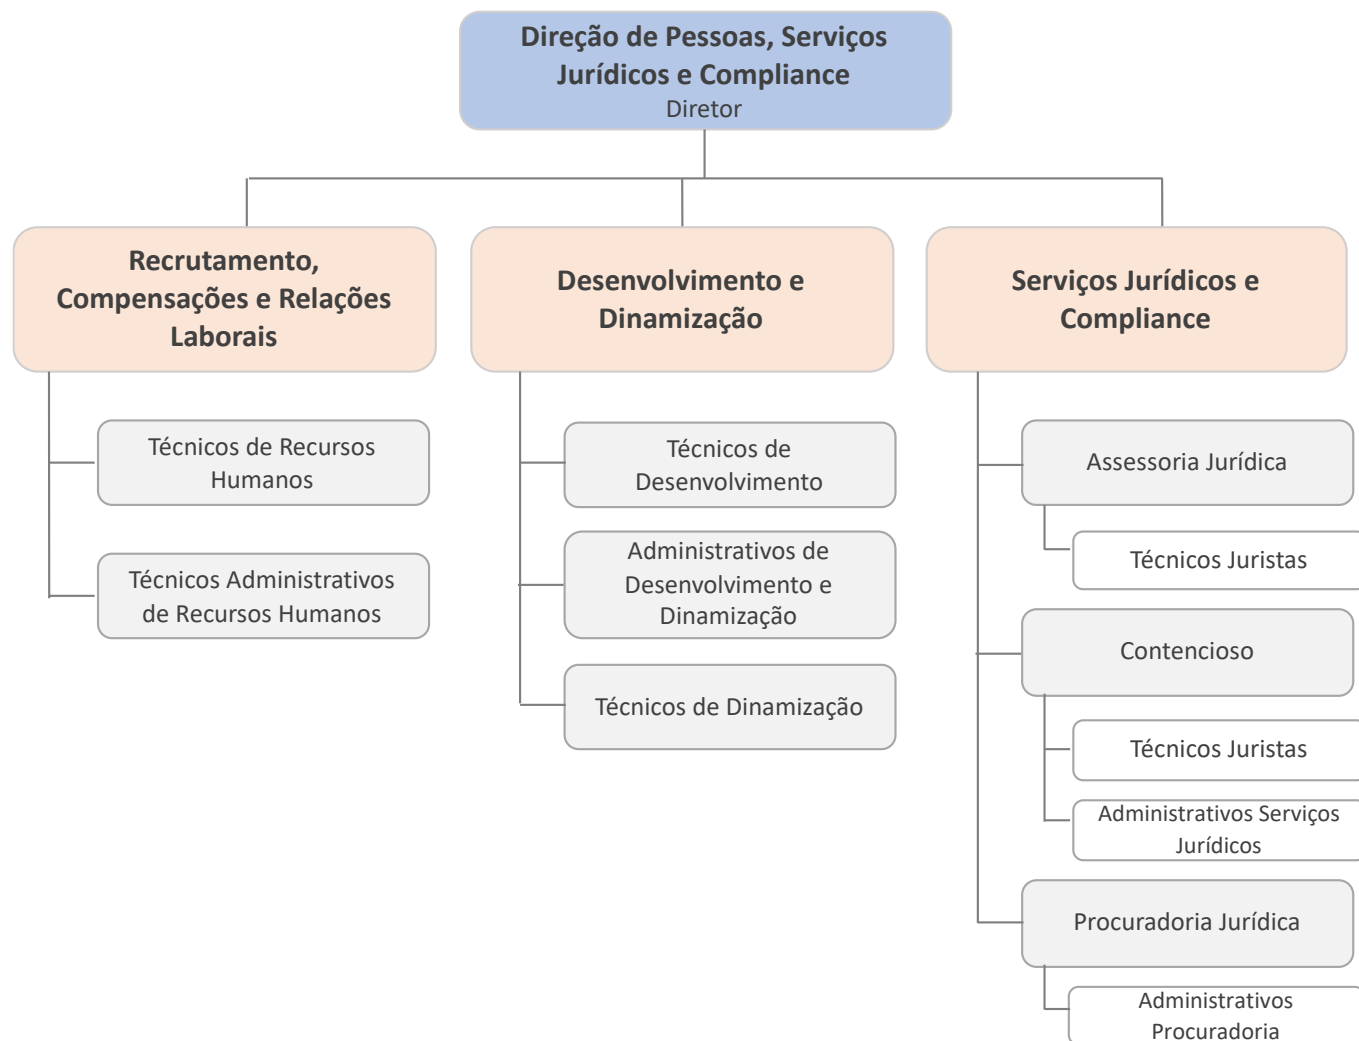 Direção de Pessoas, Serviços
Jurídicos e Compliance
Diretor
Recrutamento,
Compensações e Relações
Laborais
Desenvolvimento e
Dinamização
Serviços Jurídicos e
Compliance
Técnicos de Recursos
Humanos
Técnicos Administrativos
de Recursos Humanos
Técnicos de
Desenvolvimento
Administrativos de
Desenvolvimento e
Dinamização
Técnicos de Dinamização
Assessoria Jurídica
Técnicos Juristas
Contencioso
Técnicos Juristas
Administrativos Serviços
Jurídicos
Procuradoria Jurídica
Administrativos
Procuradoria